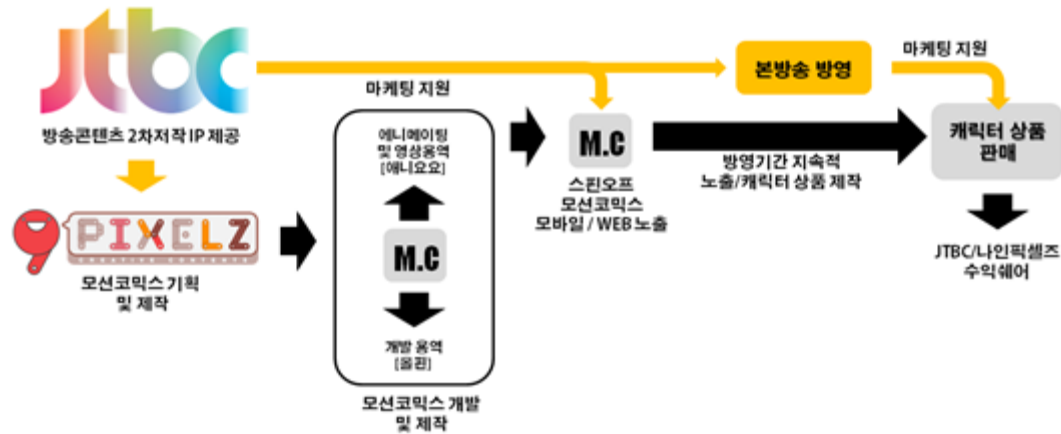 jtbc
방송콘텐츠 2차저작 IP 제공
9 PIXELZ
CREATIVE CONTENTS
모션코믹스 기획
및 제작
마케팅 지원
에니메이팅
및 영상용역
[애니요요]
M.C
개발 용역
[올핀]
모션코믹스 개발
및 제작
M.C
스핀오프
모션코믹스
모바일 / WEB 노출
본방송 방영
방영기간 지속적
노출/캐릭터 상품 제작
마케팅 지원
캐릭터 상품
판매
JTBC/나인픽셀즈
수익쉐어